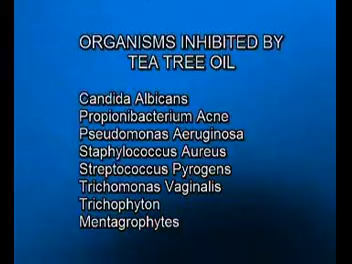 ORGANISMS INHIBITED BY
TEA TREE OIL
Candida Albicans
Propionibacterium Acne
Pseudomonas Aeruginosa
Staphylococcus Aureus
Streptococcus Pyrogens
Trichomonas Vaginalis
Trichophyton
Mentagrophytes